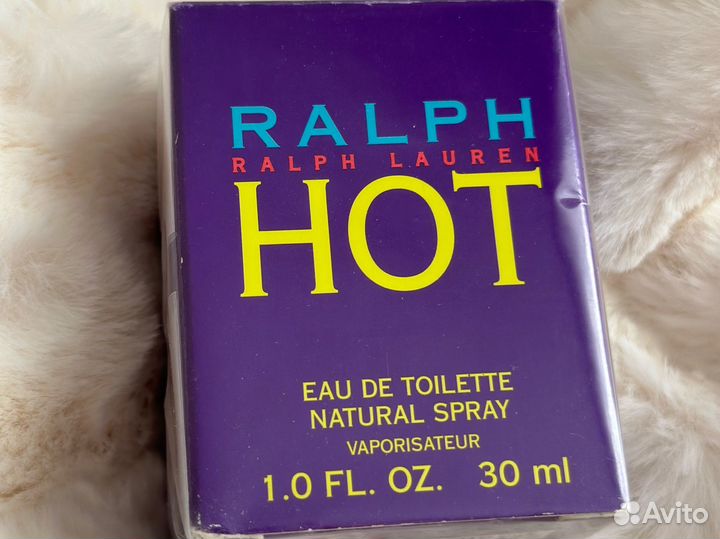 RALPH
RALPH LAUREN
HOT
EAU DE TOILETTE
NATURAL SPRAY
VAPORISATEUR
1.0 FL. OZ. 30 ml
Avito